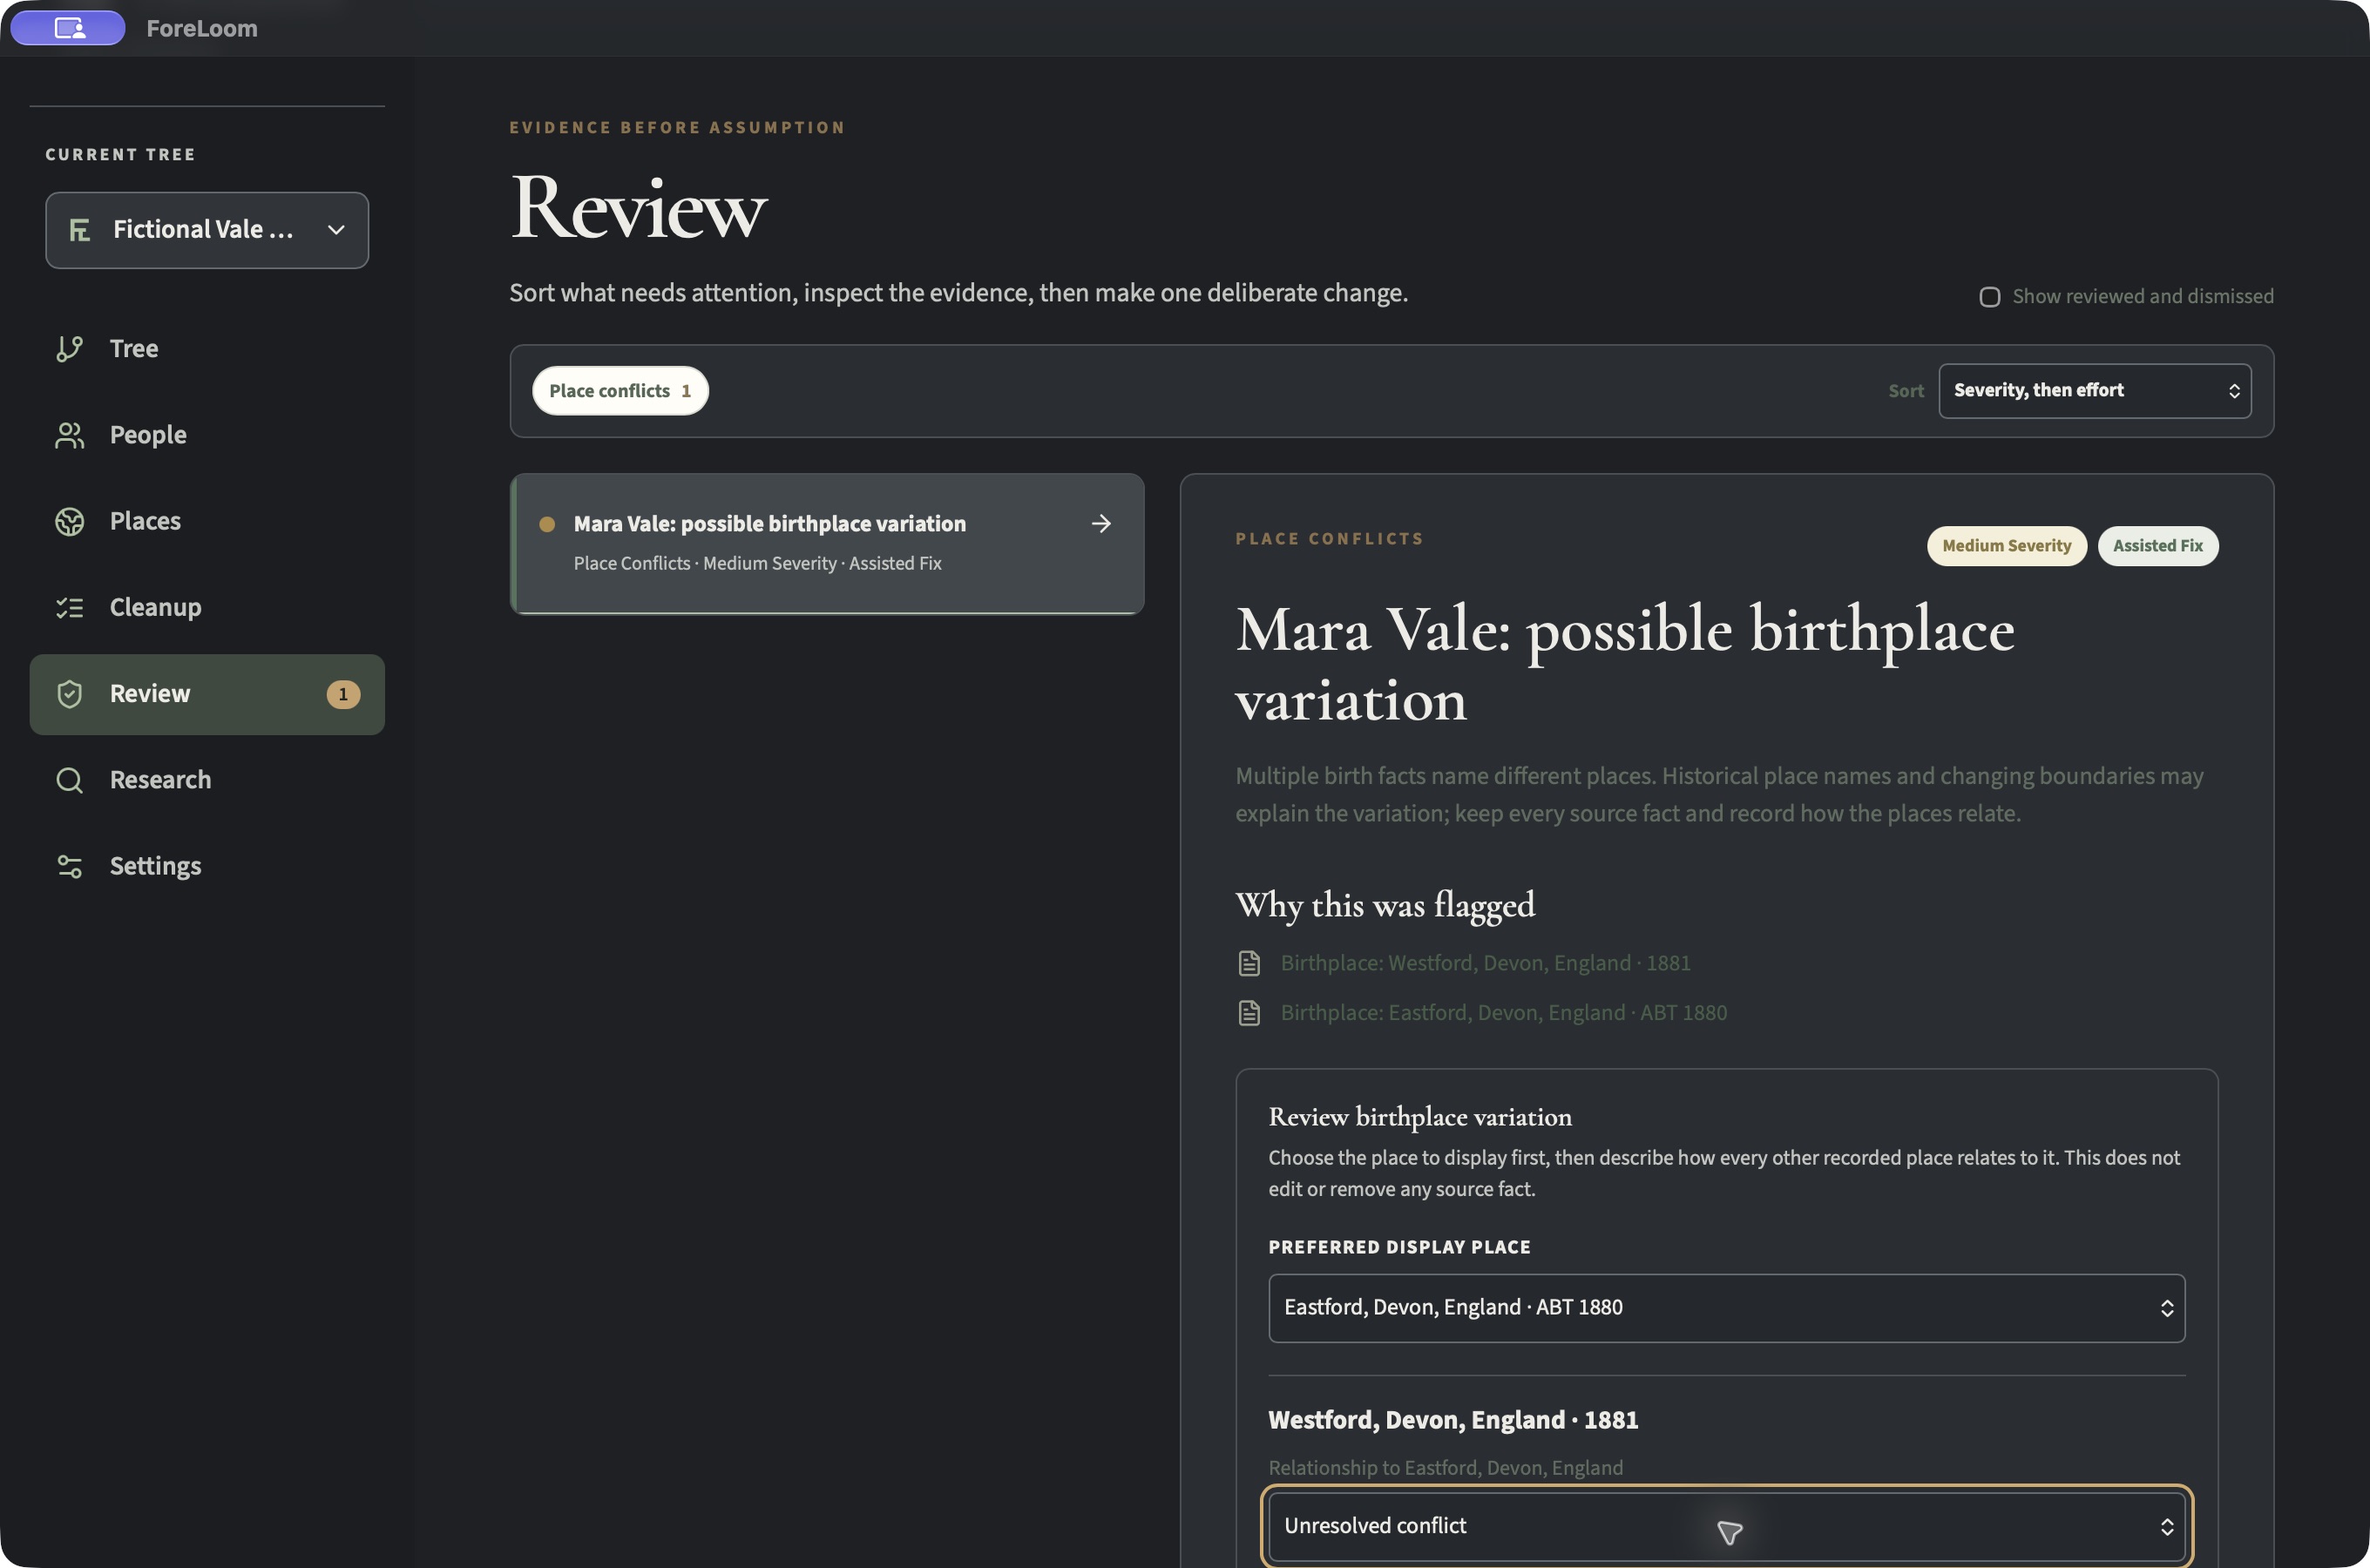 ForeLoom
CURRENT TREE
Fictional Vale ...
Tree
People
Places
Cleanup
Review 1
Research
Settings
EVIDENCE BEFORE ASSUMPTION
Review
Sort what needs attention, inspect the evidence, then make one deliberate change.
Show reviewed and dismissed
Place conflicts 1
Sort
Severity, then effort
Mara Vale: possible birthplace variation
Place Conflicts · Medium Severity · Assisted Fix
PLACE CONFLICTS
Medium Severity
Assisted Fix
Mara Vale: possible birthplace
variation
Multiple birth facts name different places. Historical place names and changing boundaries may
explain the variation; keep every source fact and record how the places relate.
Why this was flagged
Birthplace: Westford, Devon, England · 1881
Birthplace: Eastford, Devon, England · ABT 1880
Review birthplace variation
Choose the place to display first, then describe how every other recorded place relates to it. This does not
edit or remove any source fact.
PREFERRED DISPLAY PLACE
Eastford, Devon, England · ABT 1880
Westford, Devon, England · 1881
Relationship to Eastford, Devon, England
Unresolved conflict